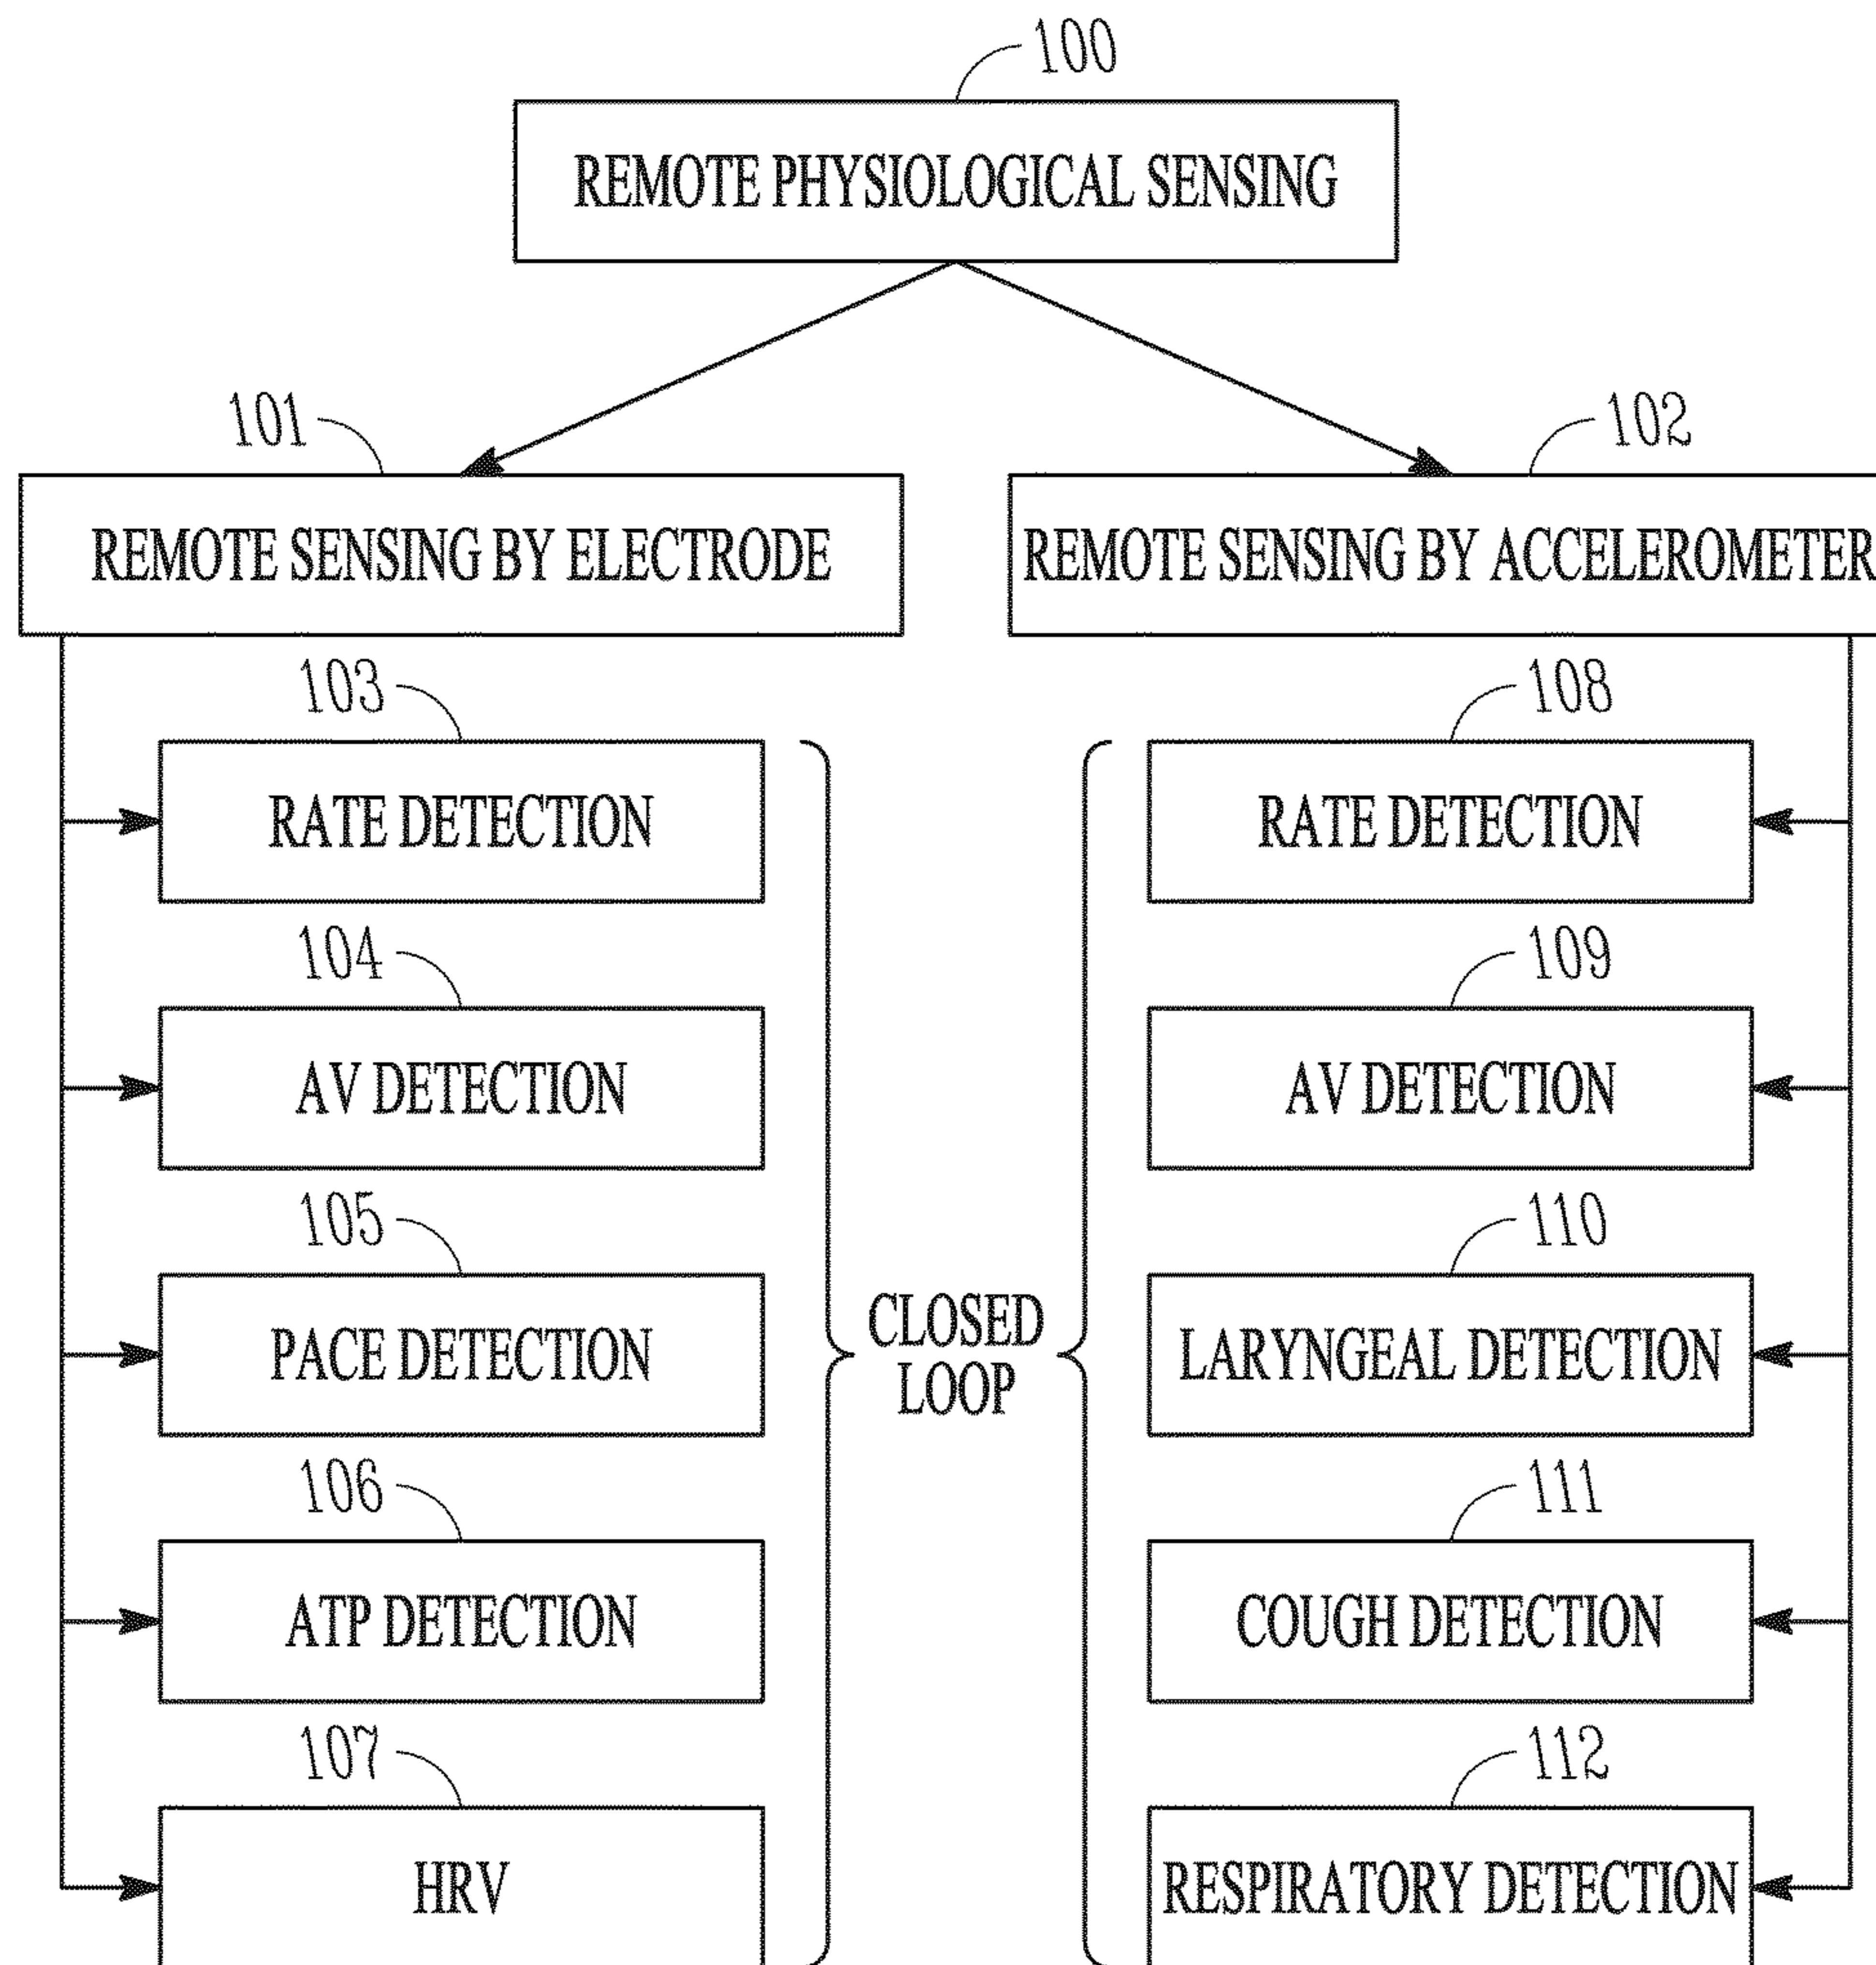 100
REMOTE PHYSIOLOGICAL SENSING
101
REMOTE SENSING BY ELECTRODE
102
REMOTE SENSING BY ACCELEROMETER
103
RATE DETECTION
104
AV DETECTION
105
PACE DETECTION
106
ATP DETECTION
107
HRV
CLOSED
LOOP
108
RATE DETECTION
109
AV DETECTION
110
LARYNGEAL DETECTION
111
COUGH DETECTION
112
RESPIRATORY DETECTION